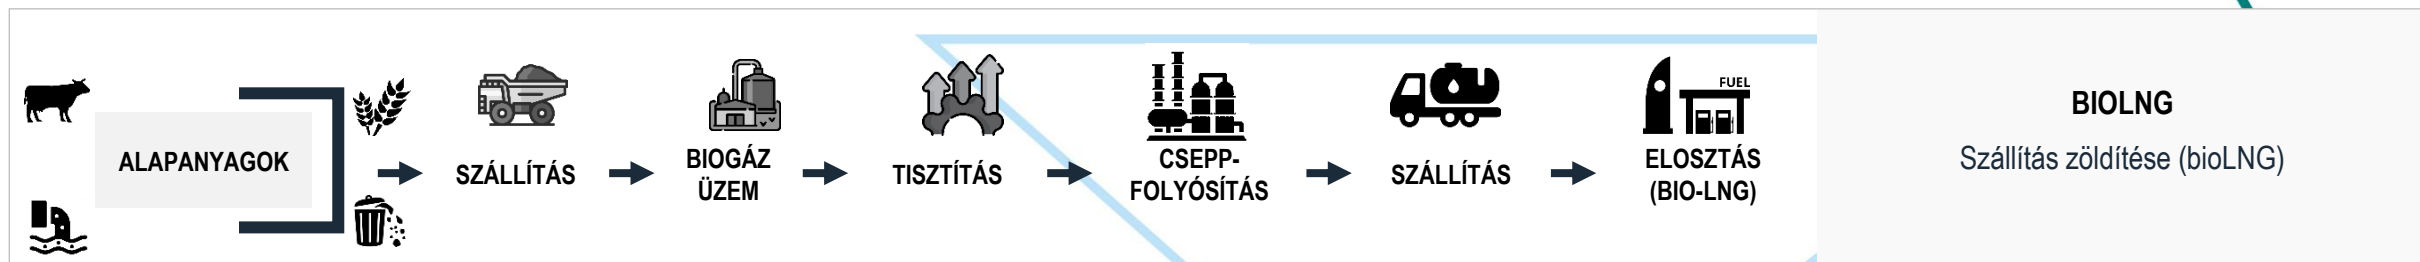 ALAPANYAGOK
SZÁLLÍTÁS
BIOGÁZ
ÜZEM
TISZTÍTÁS
CSEPP-
FOLYÓSÍTÁS
SZÁLLÍTÁS
FUEL
ELOSZTÁS
(BIO-LNG)
BIOLNG
Szállítás zöldítése (bioLNG)